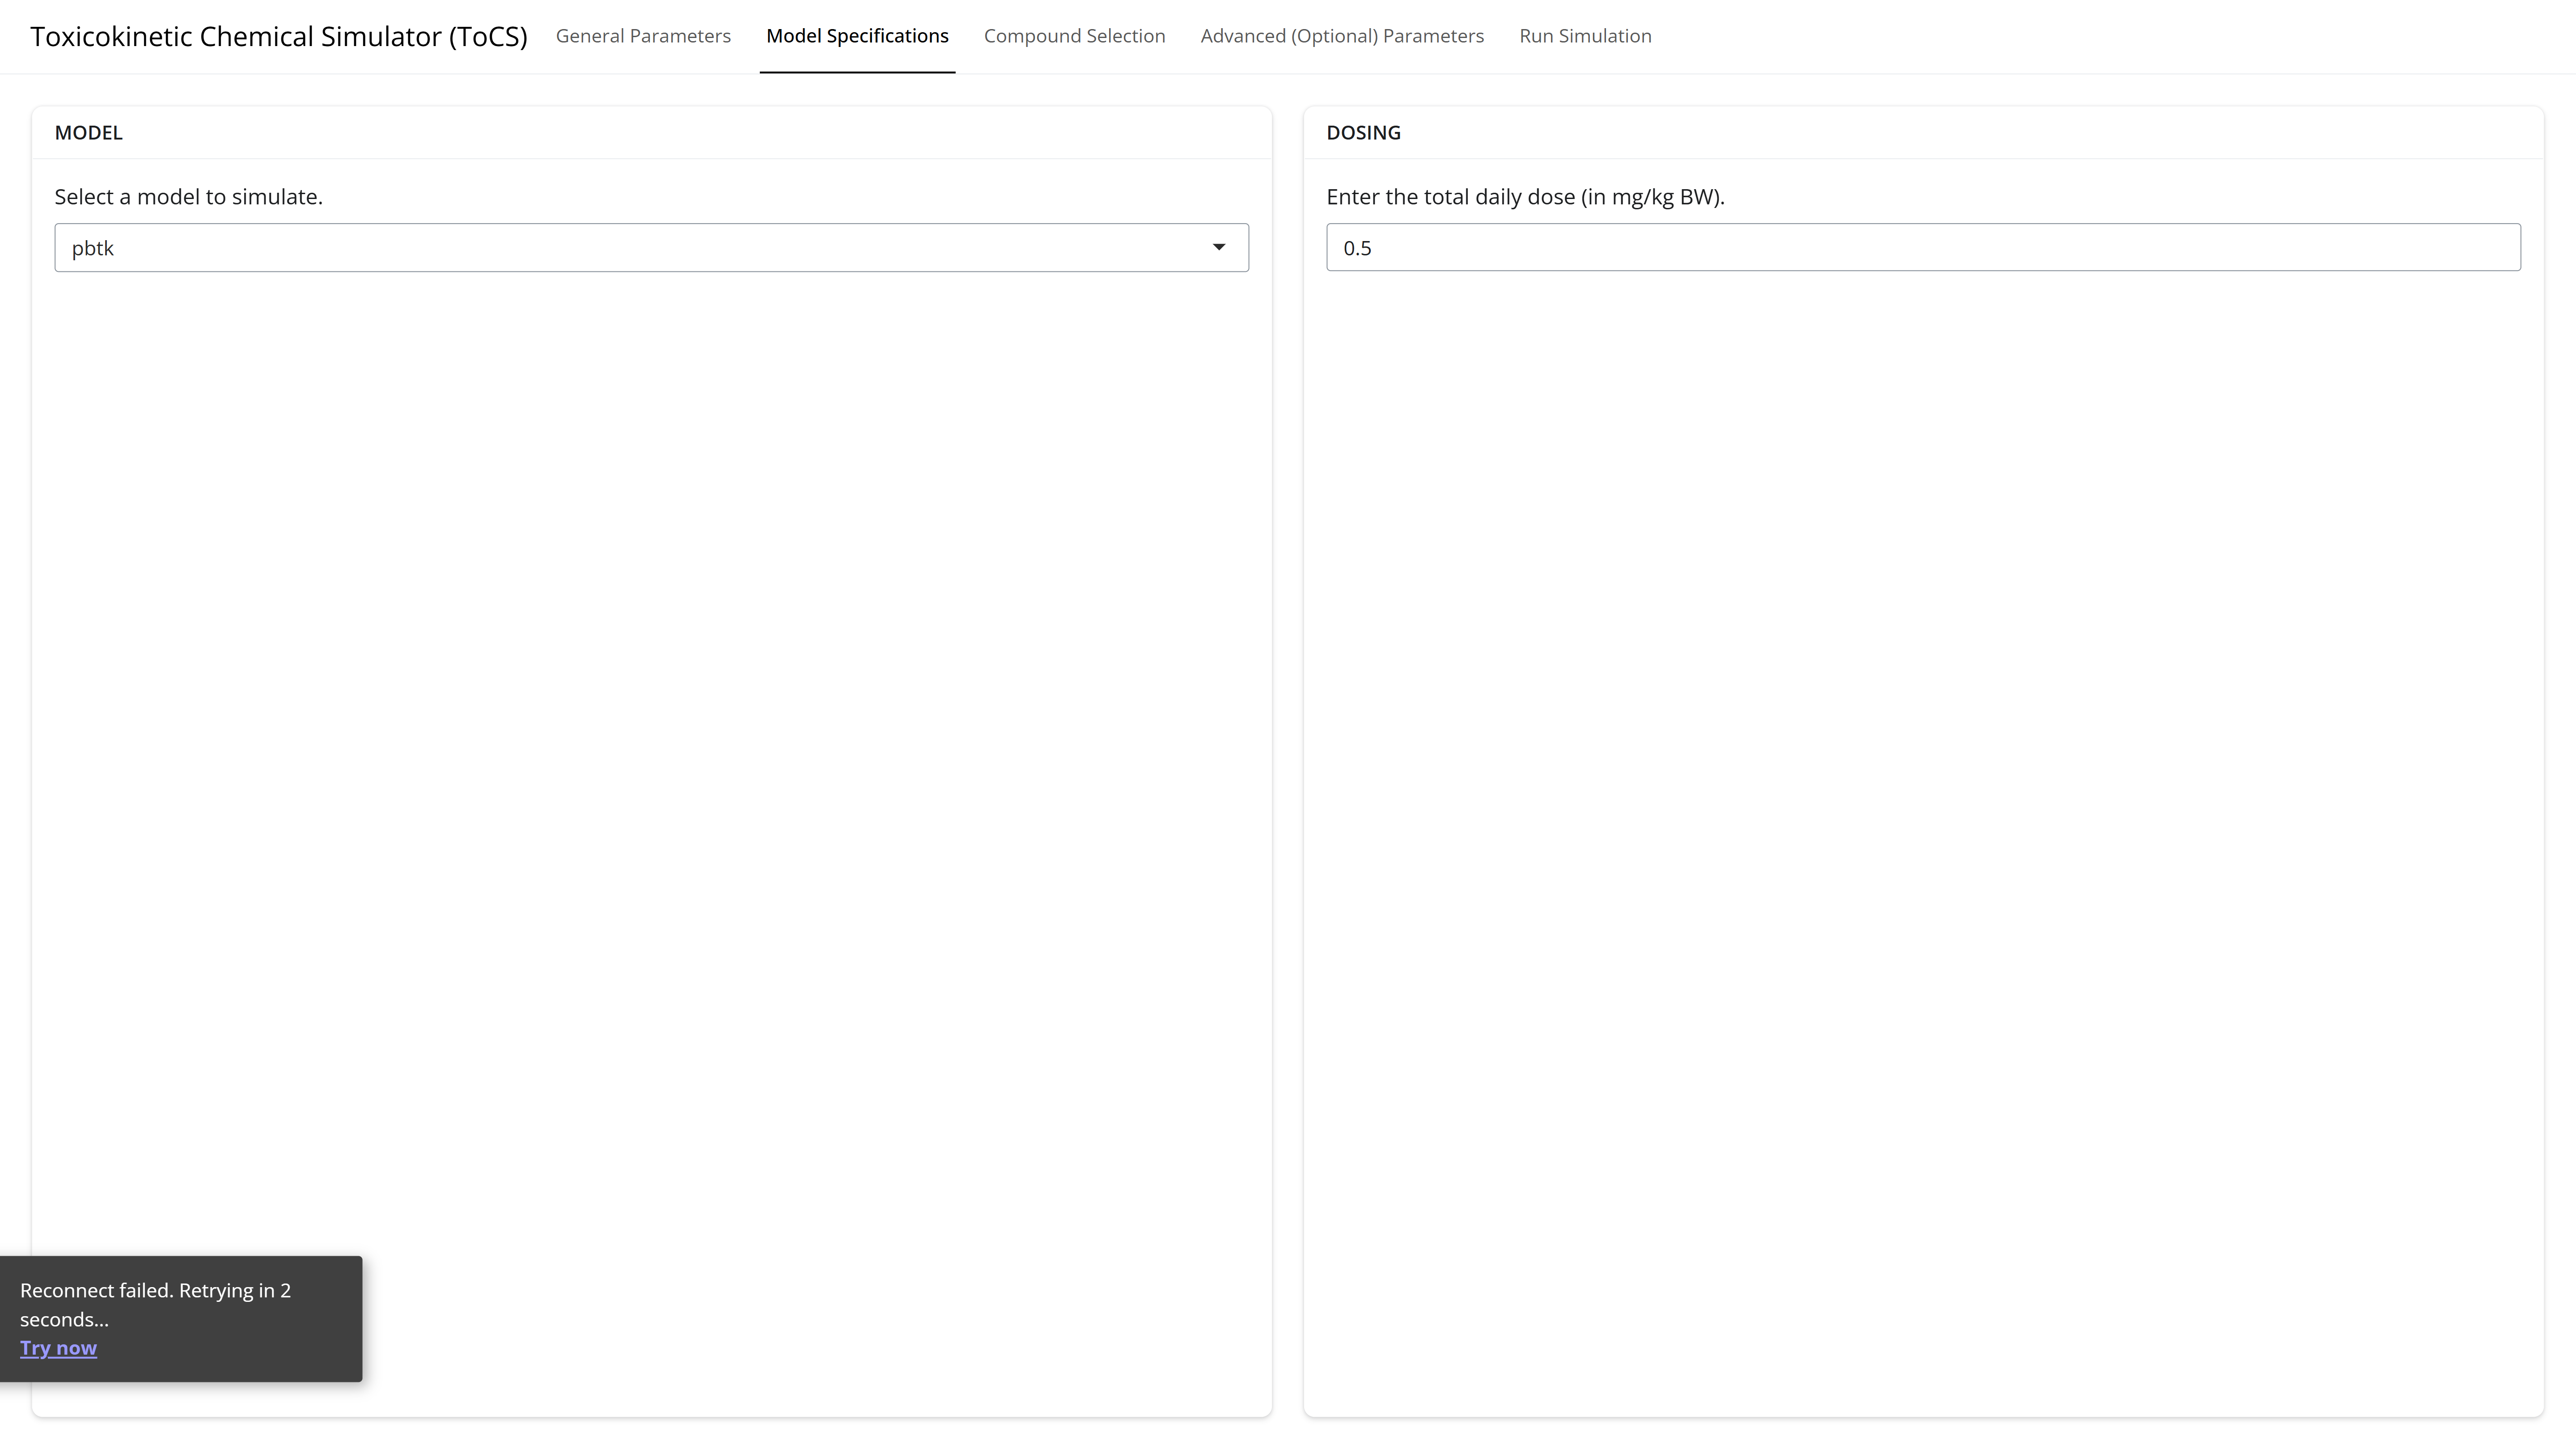 Toxicokinetic Chemical Simulator (ToCS) General Parameters Model Specifications Compound Selection Advanced (Optional) Parameters Run Simulation
MODEL
Select a model to simulate.
pbtk
DOSING
Enter the total daily dose (in mg/kg BW).
0.5
Reconnect failed. Retrying in 2
seconds...
Try now